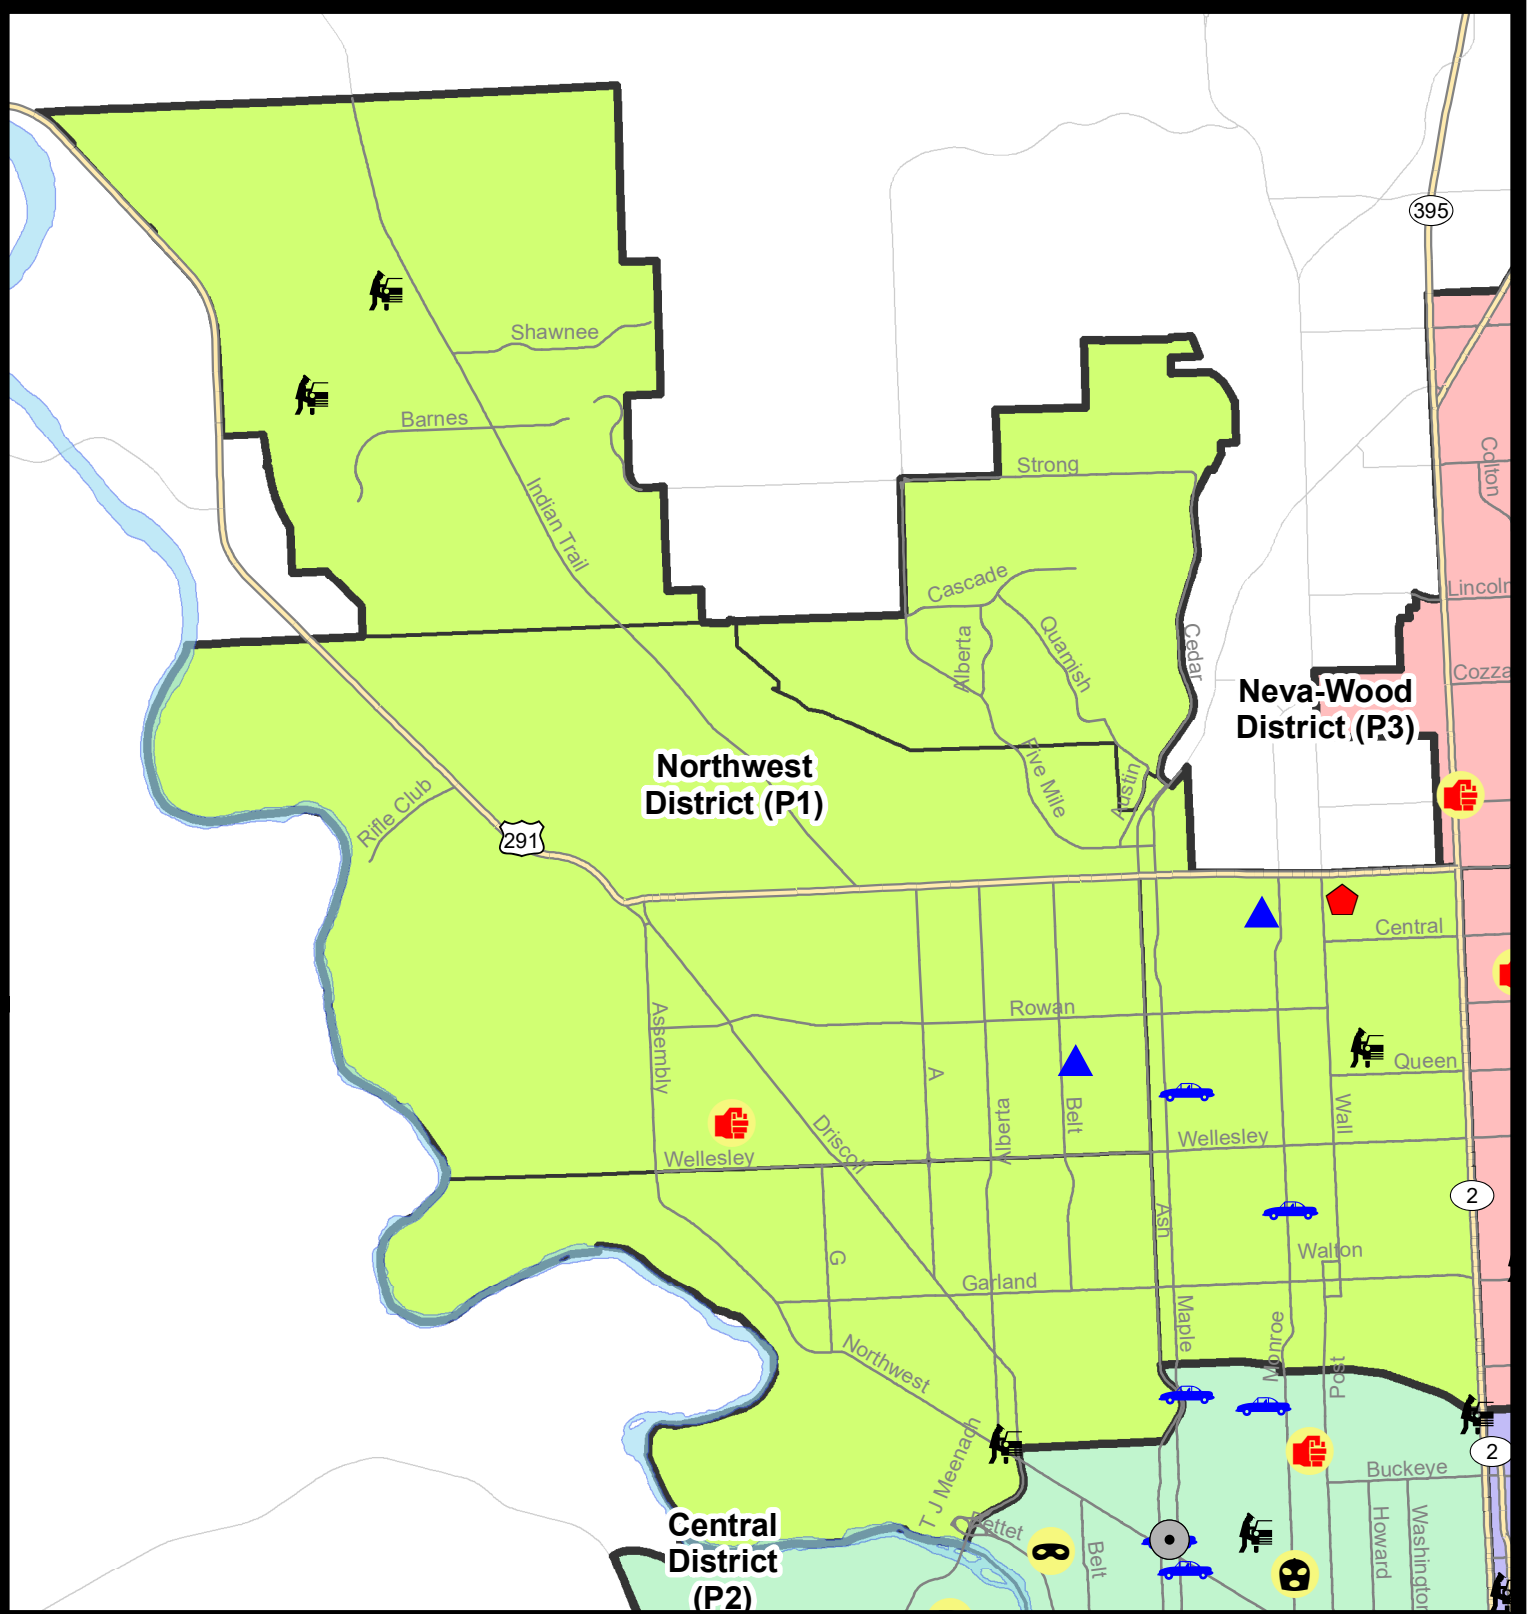 395
Shawnee
Barnes
Colton
Strong
Indian Trail
Cascade
Lincoln
Alberta
Quamish
Cedar
Cozza
Neva-Wood
District (P3)
Northwest
District (P1)
Five Mile
Austin
Rifle Club
291
Central
Rowan
Assembly
A
Queen
Belt
Alberta
Wall
Driscoll
Wellesley
Wellesley
2
Ash
G
Walton
Garland
Maple
Monroe
Northwest
Post
T J Meenach
2
Buckeye
Pettet
Belt
Howard
Washington
Central
District
(P2)